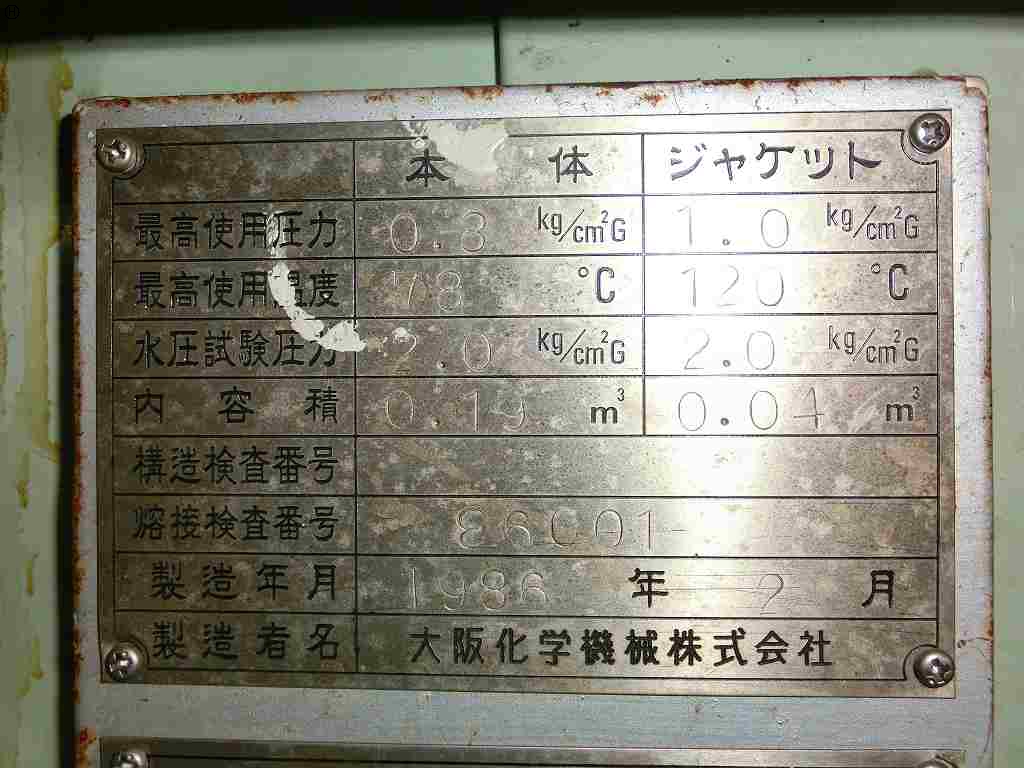 本体 ジャケット
最高使用圧力 0.3 kg/cm²G 1.0 kg/cm²G
最高使用温度 78 ℃ 120 ℃
水圧試験圧力 2.0 kg/cm²G 2.0 kg/cm²G
内容積 0.19 m³ 0.04 m³
構造検査番号
熔接検査番号
製造年月 1986 年 2 月
製造者名 大阪化学機械株式会社